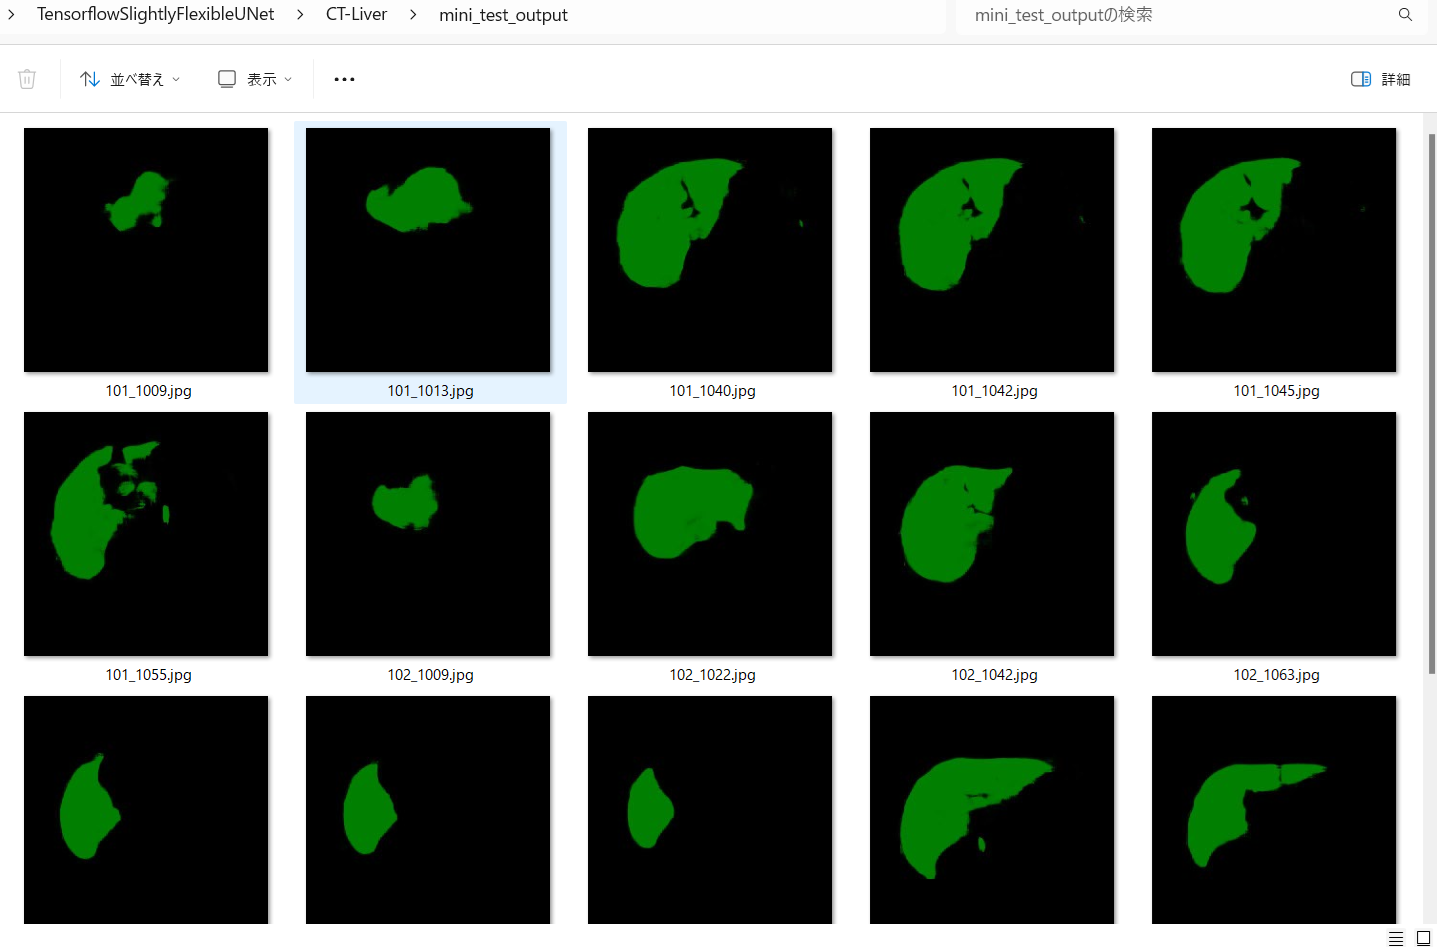 TensorflowSlightlyFlexibleUNet > CT-Liver > mini_test_output
mini_test_outputの検索
並べ替え 表示 詳細
101_1009.jpg 101_1013.jpg 101_1040.jpg 101_1042.jpg 101_1045.jpg
101_1055.jpg 102_1009.jpg 102_1022.jpg 102_1042.jpg 102_1063.jpg